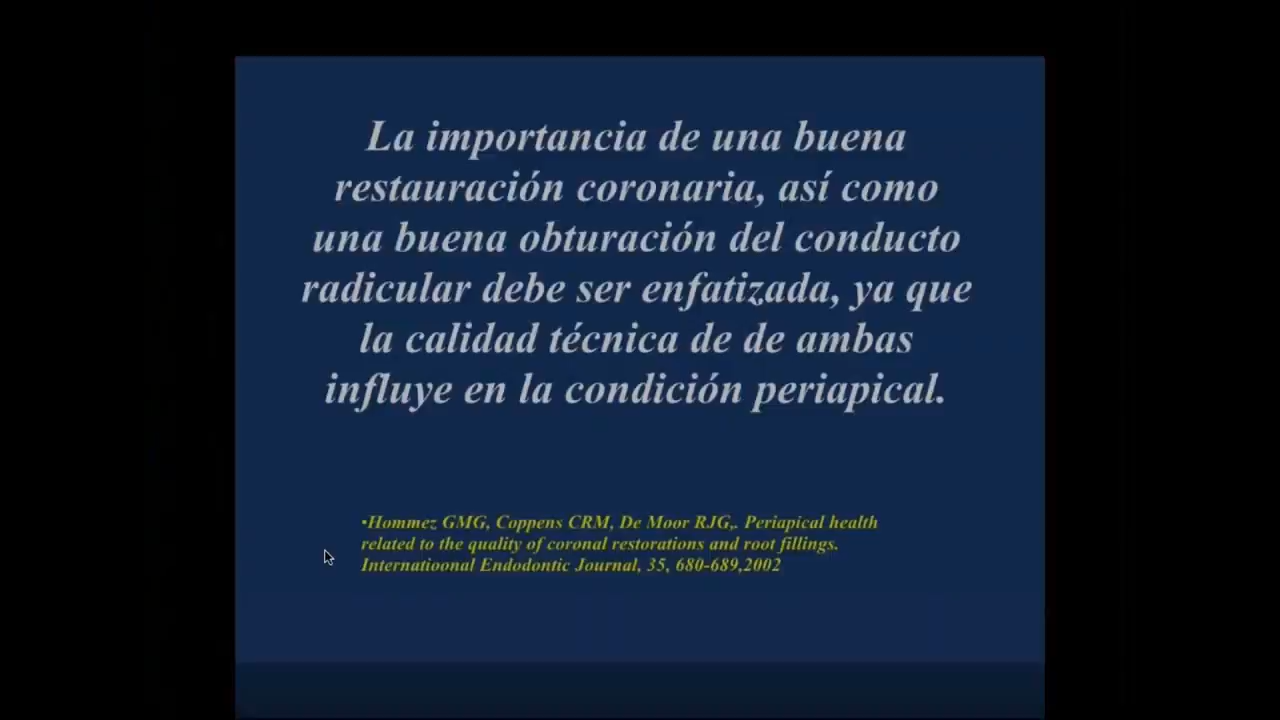 La importancia de una buena
restauración coronaria, así como
una buena obturación del conducto
radicular debe ser enfatizada, ya que
la calidad técnica de de ambas
influye en la condición periapical.
•Hommez GMG, Coppens CRM, De Moor RJG,. Periapical health
related to the quality of coronal restorations and root fillings.
Internatioonal Endodontic Journal, 35, 680-689,2002